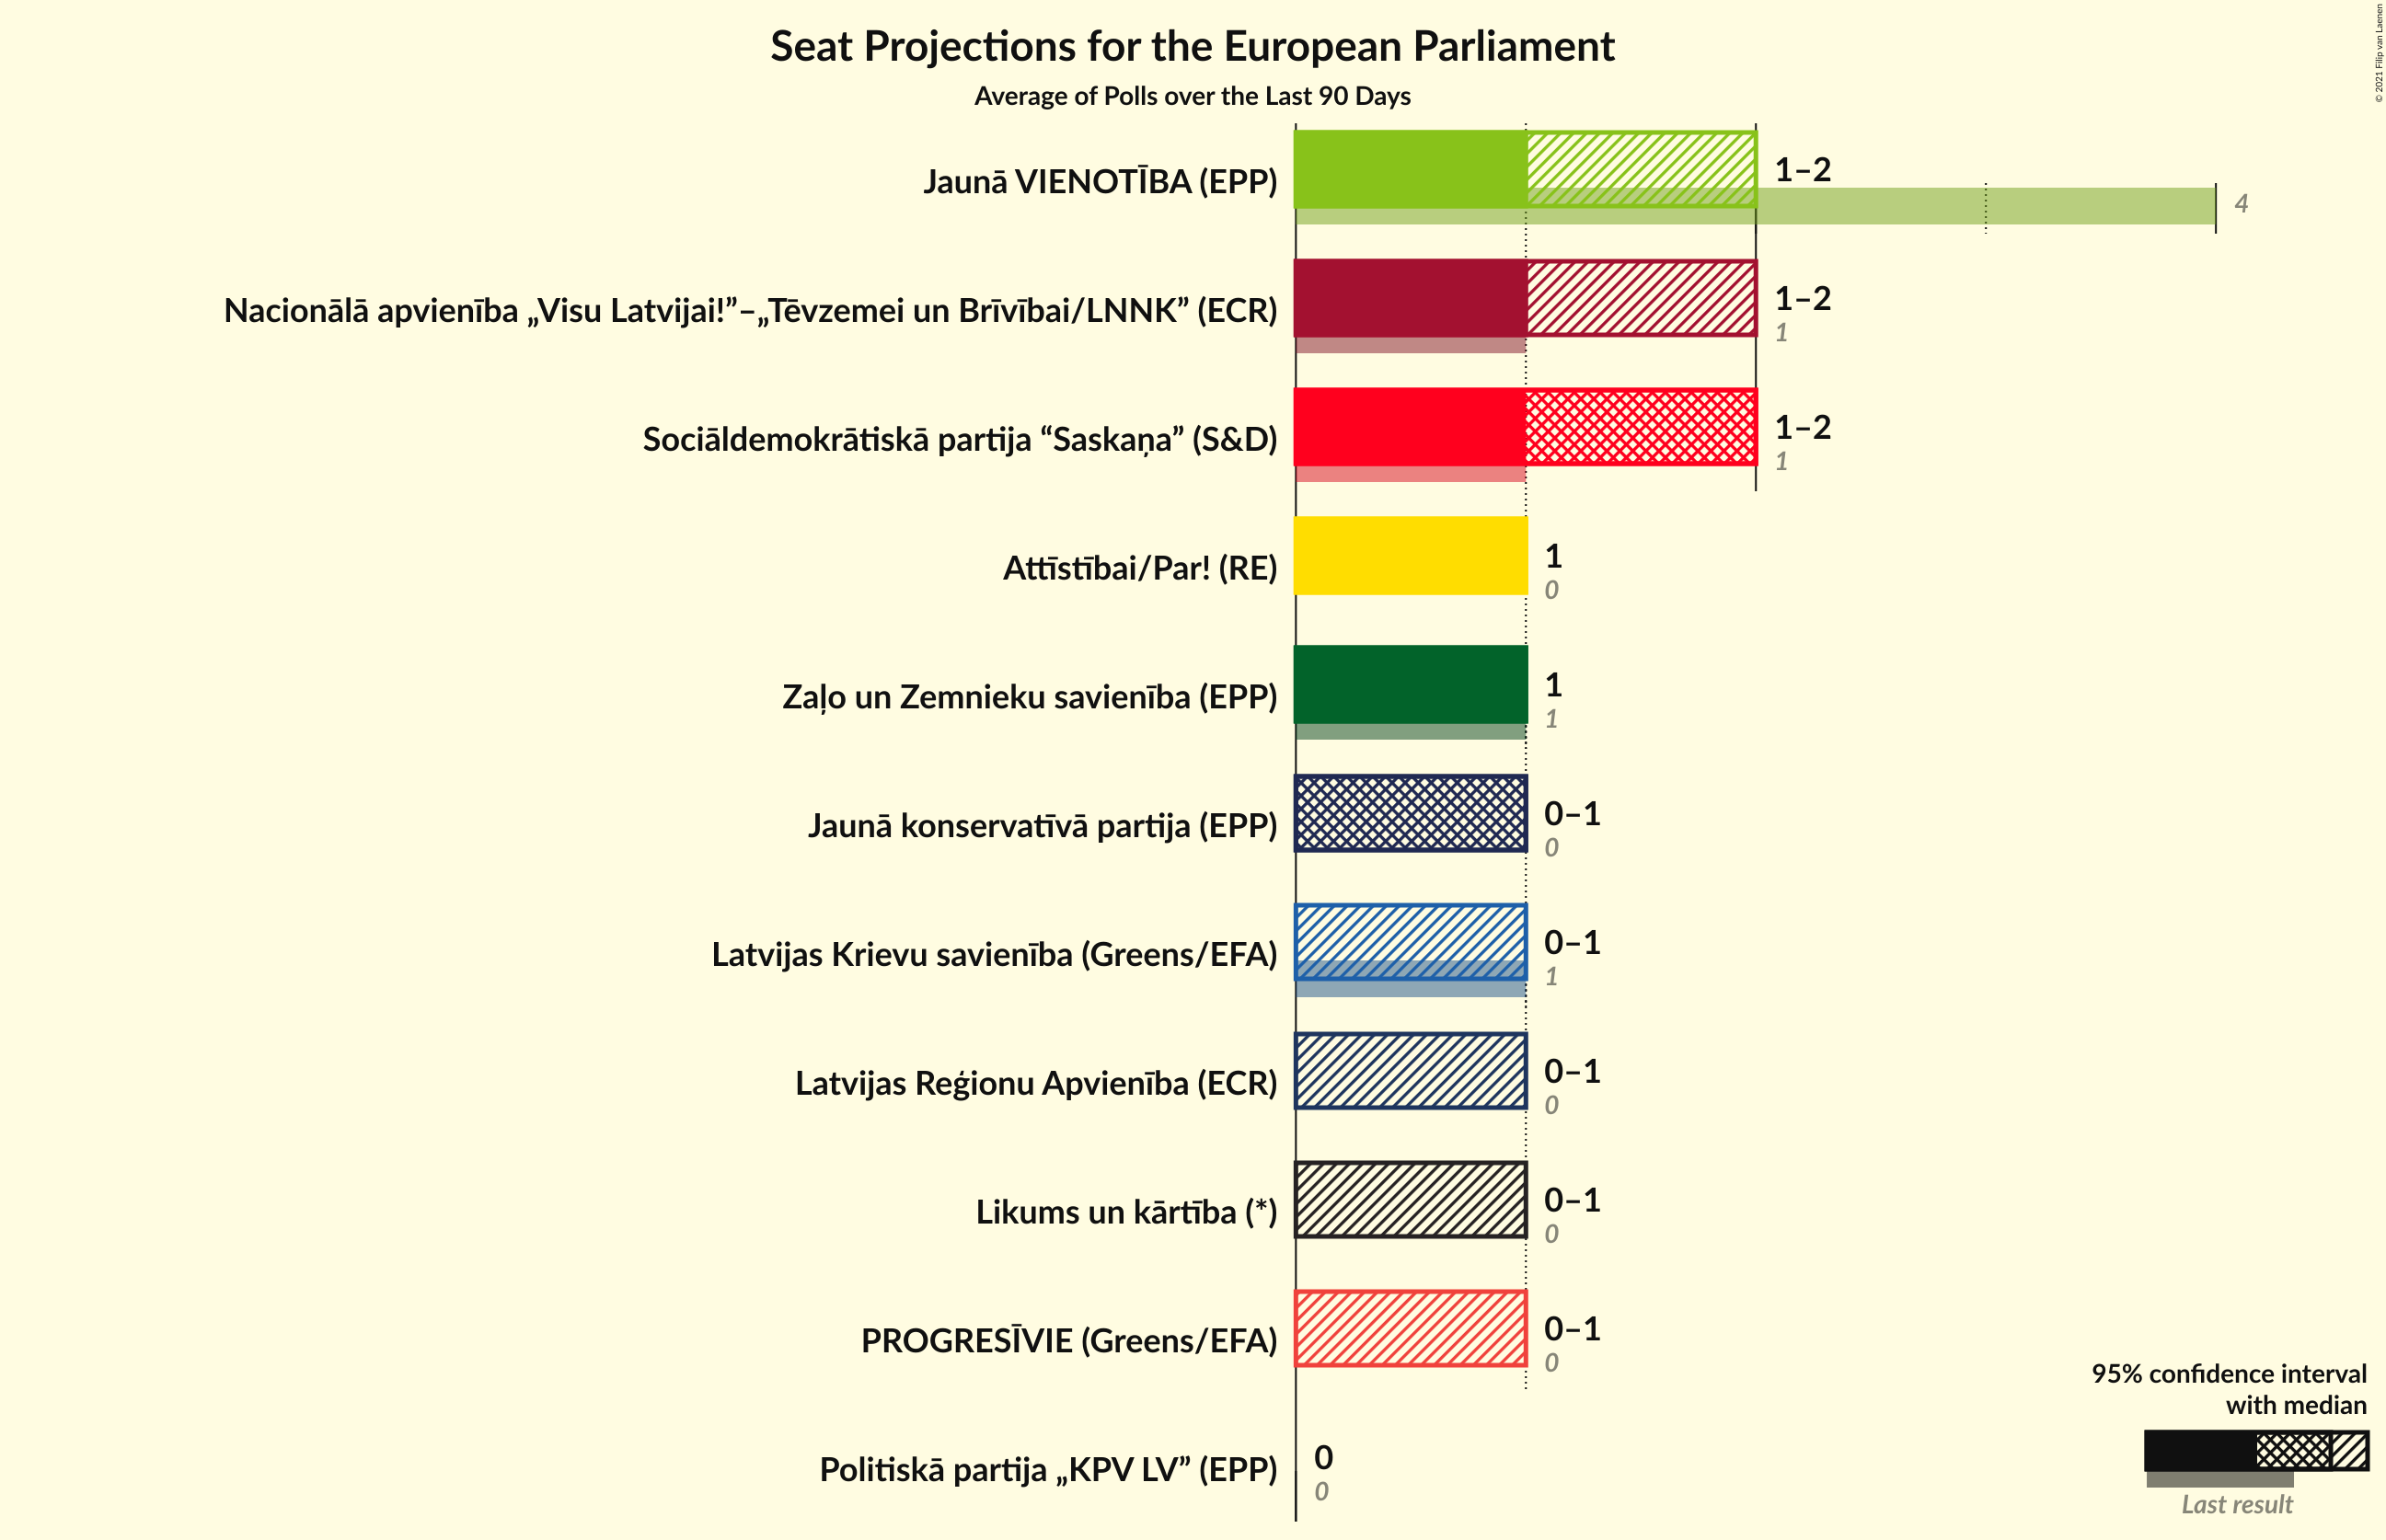 Seat Projections for the European Parliament
Average of Polls over the Last 90 Days
© 2021 Filip van Laenen
Jaunā VIENOTĪBA (EPP)
1–2
4
Nacionālā apvienība „Visu Latvijai!”–„Tēvzemei un Brīvībai/LNNK” (ECR)
1–2
1
Sociāldemokrātiskā partija “Saskaņa” (S&D)
1–2
1
Attīstībai/Par! (RE)
1
0
Zaļo un Zemnieku savienība (EPP)
1
1
Jaunā konservatīvā partija (EPP)
0–1
0
Latvijas Krievu savienība (Greens/EFA)
0–1
1
Latvijas Reģionu Apvienība (ECR)
0–1
0
Likums un kārtība (*)
0–1
0
PROGRESĪVIE (Greens/EFA)
0–1
0
Politiskā partija „KPV LV” (EPP)
0
0
95% confidence interval
with median
Last result